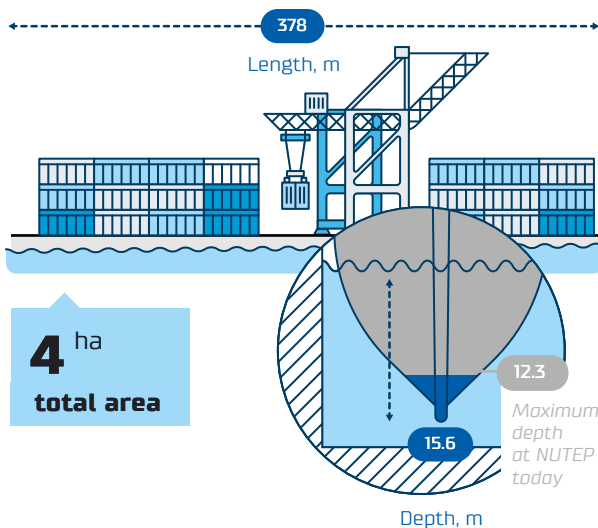 378
Length, m
4 ha
total area
12.3
Maximum
depth
at NUTEP
today
15.6
Depth, m